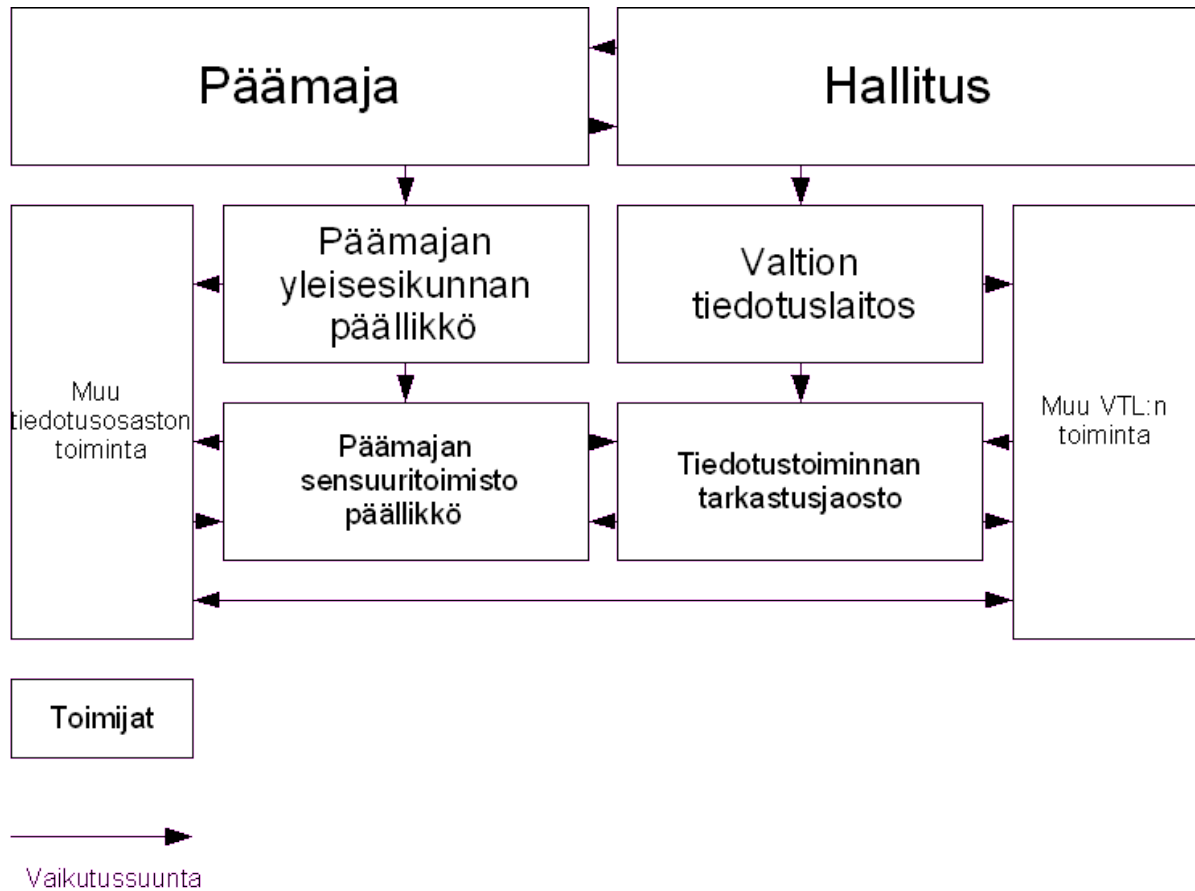 Päämaja
Hallitus
Päämajan
yleisesikunnan
päällikkö
Valtion
tiedotuslaitos
Muu
tiedotusosaston
toiminta
Päämajan
sensuuritoimisto
päällikkö
Tiedotustoiminnan
tarkastusjaosto
Muu VTL:n
toiminta
Toimijat
Vaikutussuunta